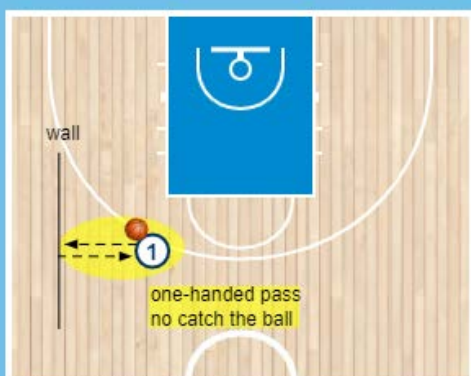 wall
1
one-handed pass
no catch the ball